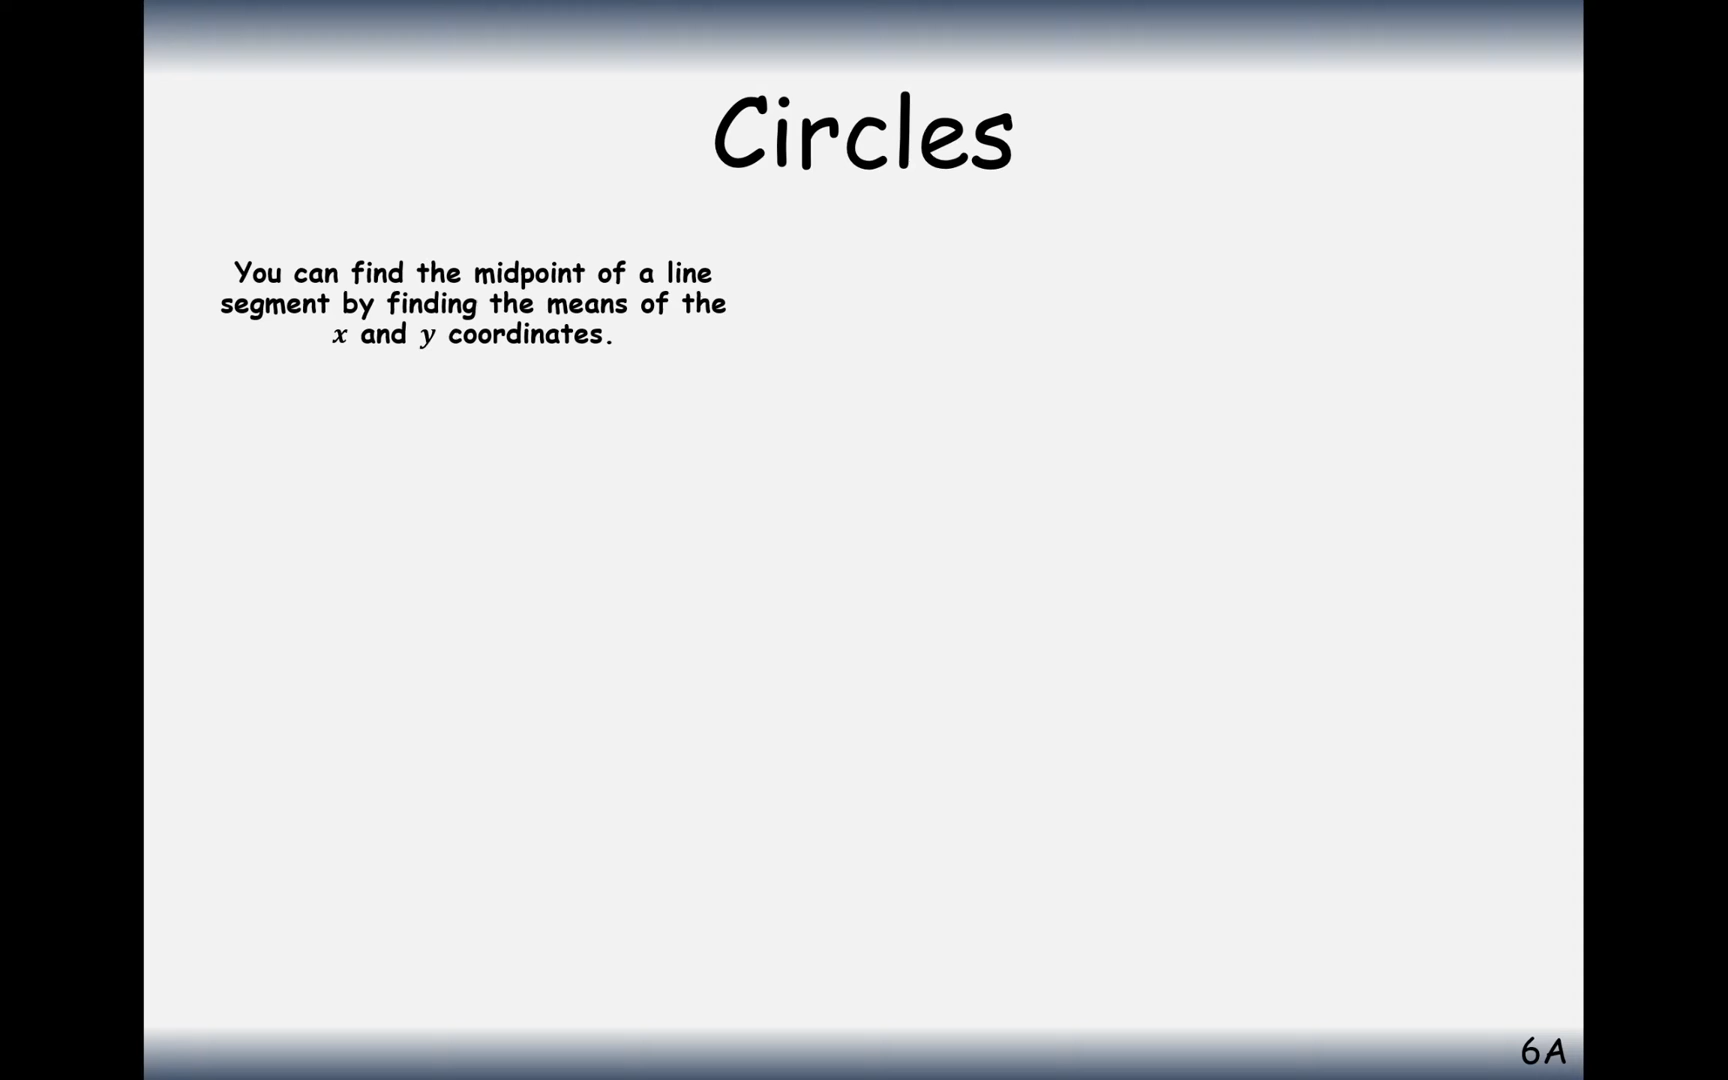 Circles
You can find the midpoint of a line
segment by finding the means of the
x and y coordinates.
6A